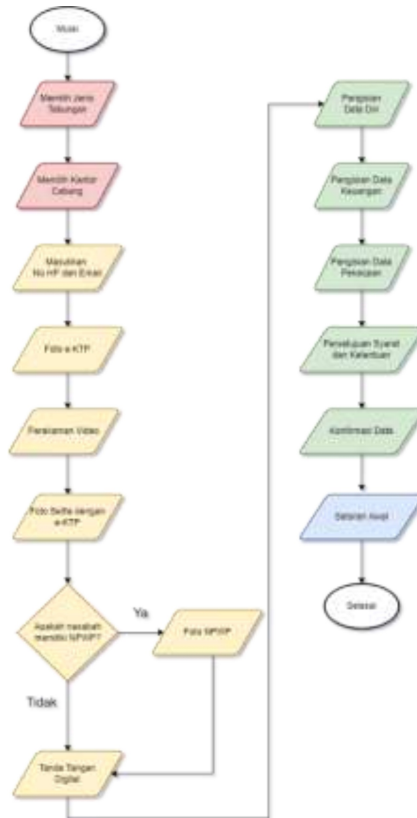 Mulai
Memilih Jenis
Tabungan
Memilih Kantor
Cabang
Masukkan
No HP dan Email
Foto e-KTP
Perekaman Video
Foto Selfie dengan
e-KTP
Apakah nasabah
memiliki NPWP?
Ya
Foto NPWP
Tidak
Tanda Tangan
Digital
Pengisian
Data Diri
Pengisian Data
Keuangan
Pengisian Data
Pekerjaan
Persetujuan Syarat
dan Ketentuan
Konfirmasi Data
Setoran Awal
Selesai